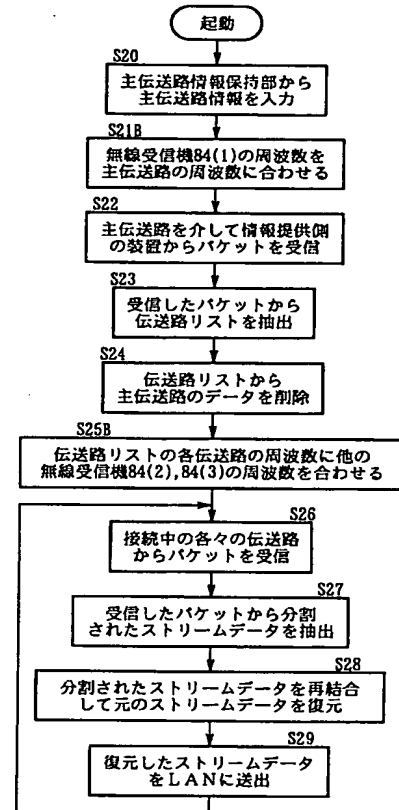 起動
S20
主伝送路情報保持部から
主伝送路情報を入力
S21B
無線受信機84(1)の周波数を
主伝送路の周波数に合わせる
S22
主伝送路を介して情報提供側
の装置からパケットを受信
S23
受信したパケットから
伝送路リストを抽出
S24
伝送路リストから
主伝送路のデータを削除
S25B
伝送路リストの各伝送路の周波数に他の
無線受信機84(2),84(3)の周波数を合わせる
S26
接続中の各々の伝送路
からパケットを受信
S27
受信したパケットから分割
されたストリームデータを抽出
S28
分割されたストリームデータを再結合
して元のストリームデータを復元
S29
復元したストリームデータ
をLANに送出